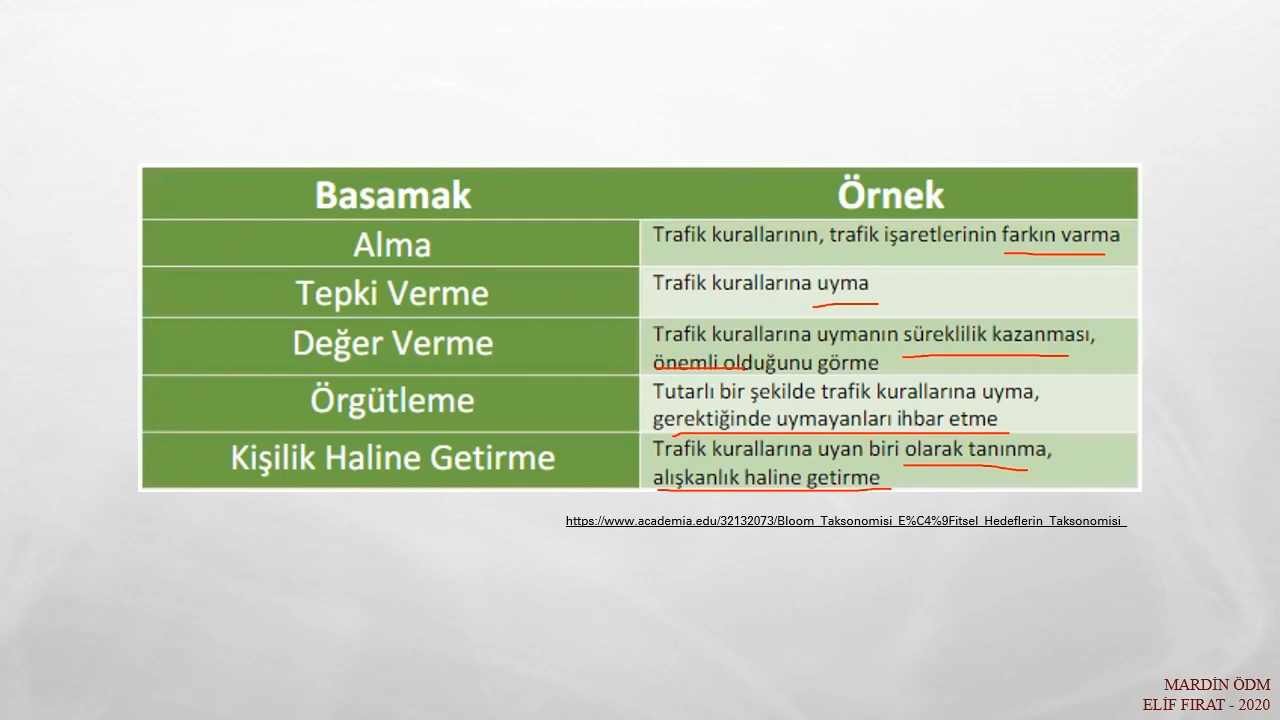 Basamak Örnek
Alma Trafik kurallarının, trafik işaretlerinin farkın varma
Tepki Verme Trafik kurallarına uyma
Değer Verme Trafik kurallarına uymanın süreklilik kazanması,
önemli olduğunu görme
Örgütleme Tutarlı bir şekilde trafik kurallarına uyma,
gerektiğinde uymayanları ihbar etme
Kişilik Haline Getirme Trafik kurallarına uyan biri olarak tanınma,
alışkanlık haline getirme
https://www.academia.edu/32132073/Bloom_Taksonomisi_E%C4%9Fitsel_Hedeflerin_Taksonomisi_
MARDİN ÖDM
ELİF FIRAT - 2020